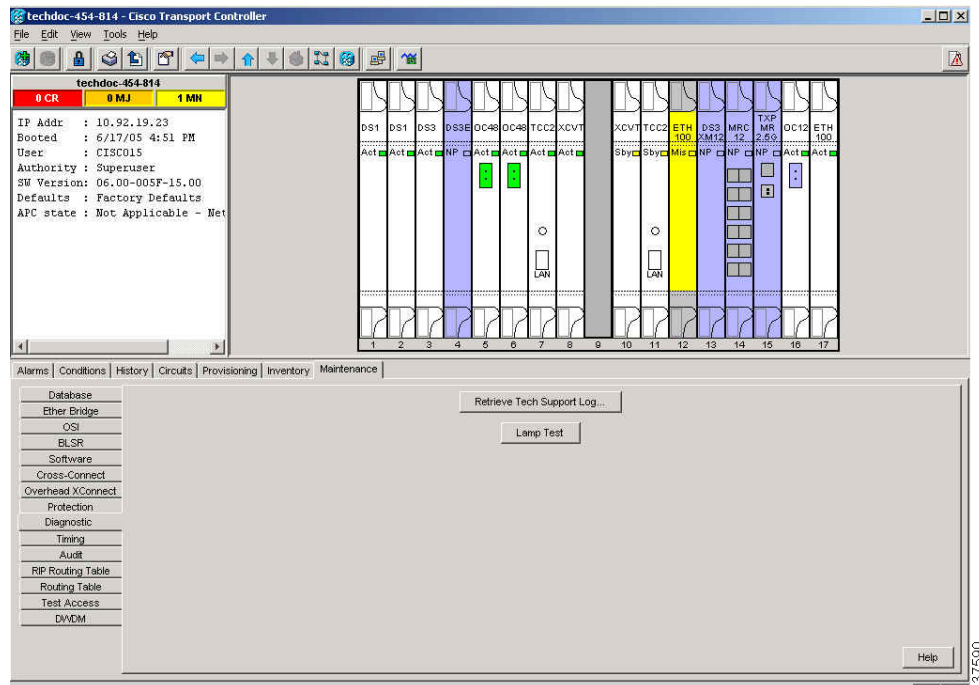 techdoc-454-814 - Cisco Transport Controller
File Edit View Tools Help
techdoc-454-814
0 CR 0 MJ 1 MN
IP Addr : 10.92.19.23
Booted : 6/17/05 4:51 PM
User : CISCO15
Authority : Superuser
SW Version: 06.00-005F-15.00
Defaults : Factory Defaults
APC state : Not Applicable - Net
DS1 DS1 DS3 DS3E OC48 OC48 TCC2 XCVT XCVT TCC2 ETH 100 DS3 XM12 MRC 12 TXP MR 2.5G OC12 ETH 100
Act Act Act NP Act Act Act Act Sby Sby Mis NP NP NP Act Act
LAN LAN
1 2 3 4 5 6 7 8 9 10 11 12 13 14 15 16 17
Alarms Conditions History Circuits Provisioning Inventory Maintenance
Database
Ether Bridge
OSI
BLSR
Software
Cross-Connect
Overhead XConnect
Protection
Diagnostic
Timing
Audit
RIP Routing Table
Routing Table
Test Access
DWDM
Retrieve Tech Support Log...
Lamp Test
Help